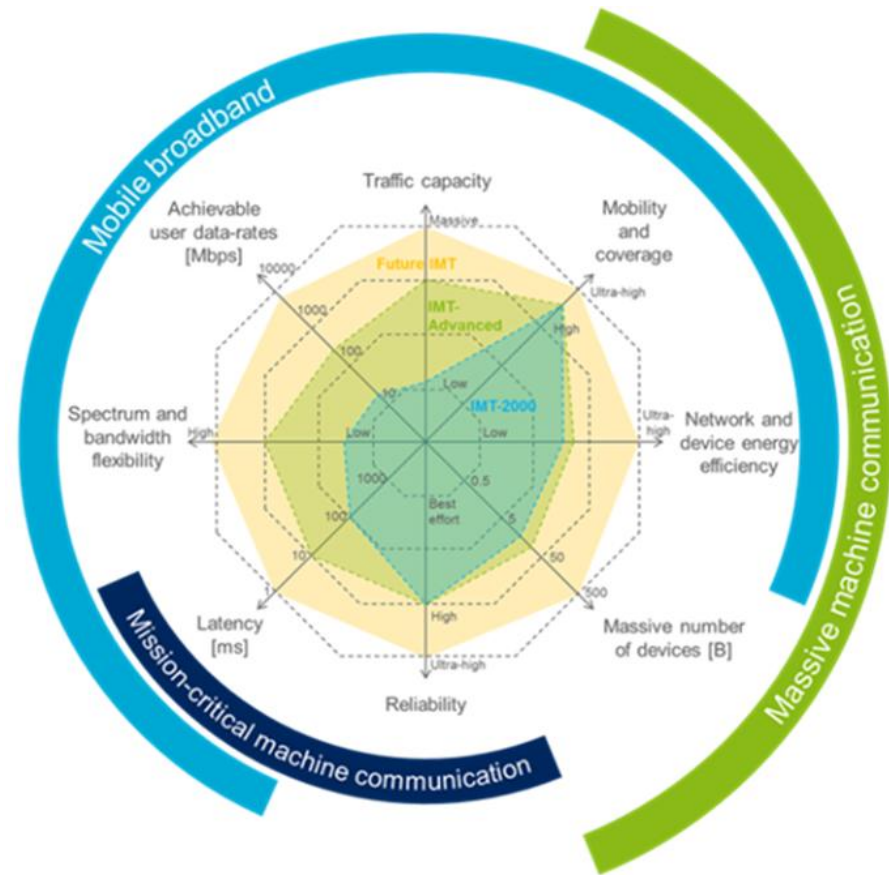 Mobile broadband
Massive machine communication
Mission-critical machine communication
Traffic capacity
Massive
Achievable
user data-rates
[Mbps]
10000
1000
100
10
Mobility
and
coverage
Ultra-high
High
Future IMT
IMT-
Advanced
IMT-2000
Low
Spectrum and
bandwidth
flexibility
High
Low
Low
Ultra-
high
Network and
device energy
efficiency
1000
100
10
1
Latency
[ms]
Best
effort
High
Ultra-high
Reliability
0.5
5
50
500
Massive number
of devices [B]